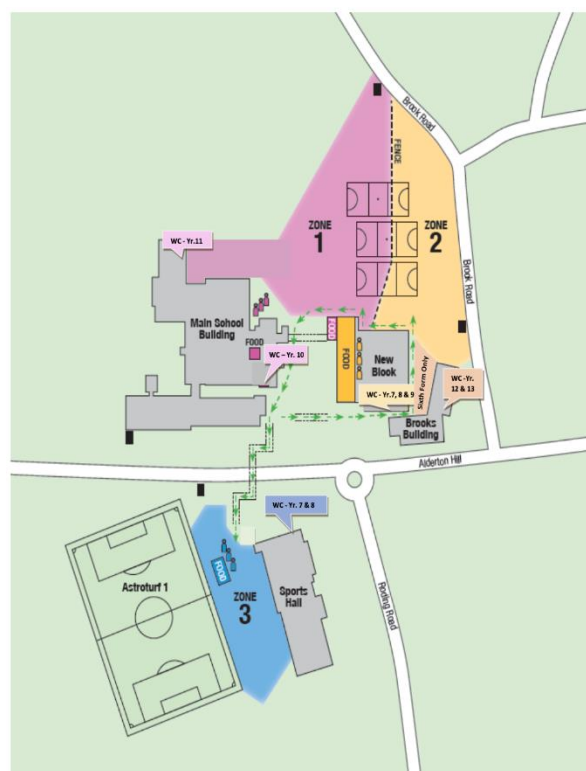 Brook Road
FENCE
ZONE
1
ZONE
2
WC - Yr.11
Brook Road
Main School
Building
FOOD
FOOD
FOOD
New
Blook
WC – Yr. 10
WC -Yr.7, 8 & 9
Sixth Form Only
WC -Yr.
12 & 13
Brooks
Building
Alderton Hill
WC -Yr. 7 & 8
Astroturf 1
FOOD
ZONE
3
Sports
Hall
Roding Road